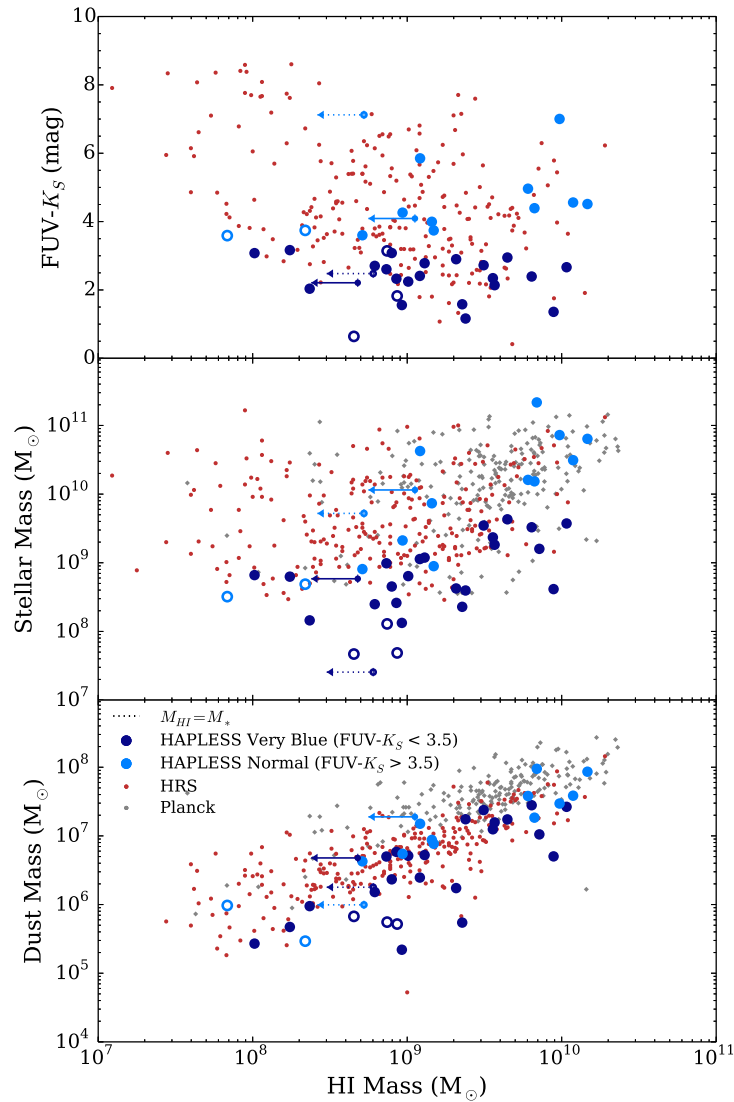 10
8
6
4
2
0
FUV-K_S (mag)
10^11
10^10
10^9
10^8
10^7
Stellar Mass (M_⊙)
M_HI = M_*
HAPLESS Very Blue (FUV-K_S < 3.5)
HAPLESS Normal (FUV-K_S > 3.5)
HRS
Planck
10^8
10^7
10^6
10^5
10^4
Dust Mass (M_⊙)
10^7 10^8 10^9 10^10 10^11
HI Mass (M_⊙)